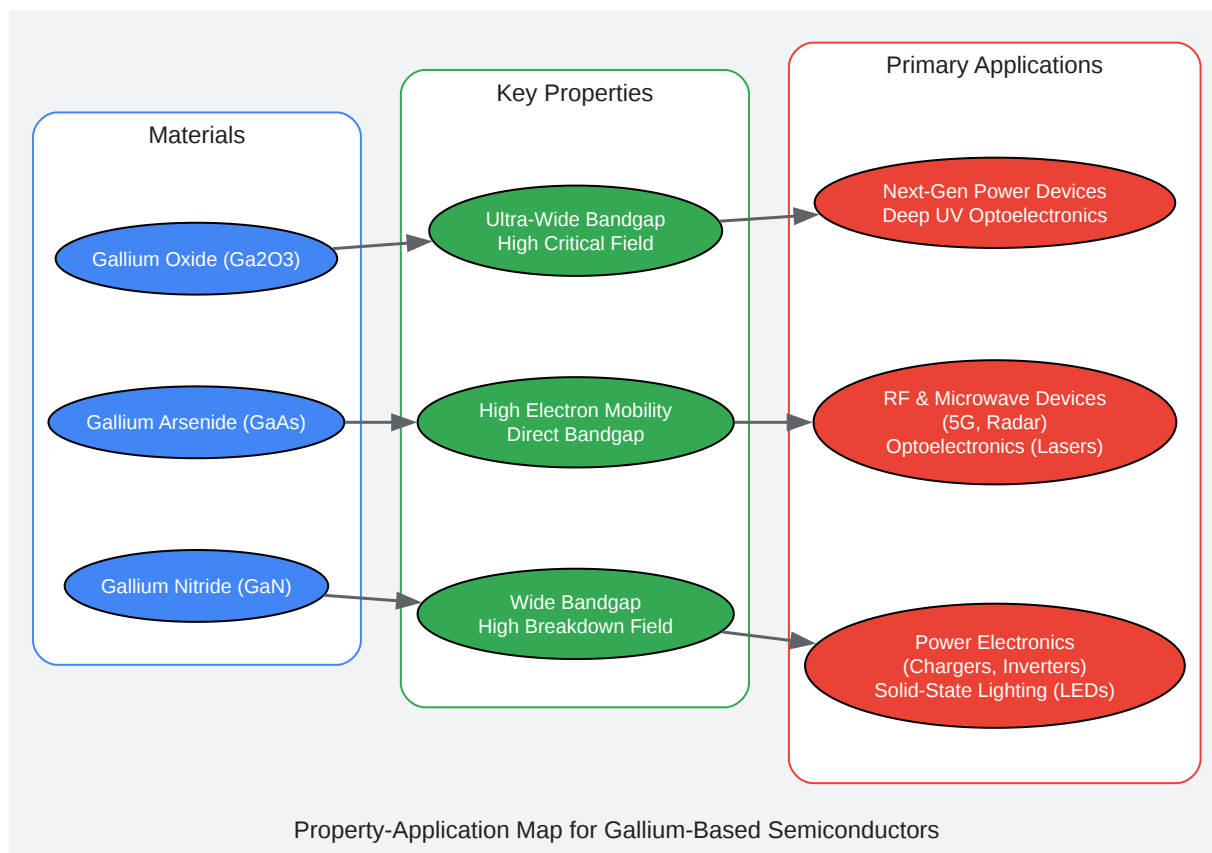 Materials
Gallium Oxide (Ga2O3)
Gallium Arsenide (GaAs)
Gallium Nitride (GaN)
Key Properties
Ultra-Wide Bandgap
High Critical Field
High Electron Mobility
Direct Bandgap
Wide Bandgap
High Breakdown Field
Primary Applications
Next-Gen Power Devices
Deep UV Optoelectronics
RF & Microwave Devices
(5G, Radar)
Optoelectronics (Lasers)
Power Electronics
(Chargers, Inverters)
Solid-State Lighting (LEDs)
Property-Application Map for Gallium-Based Semiconductors